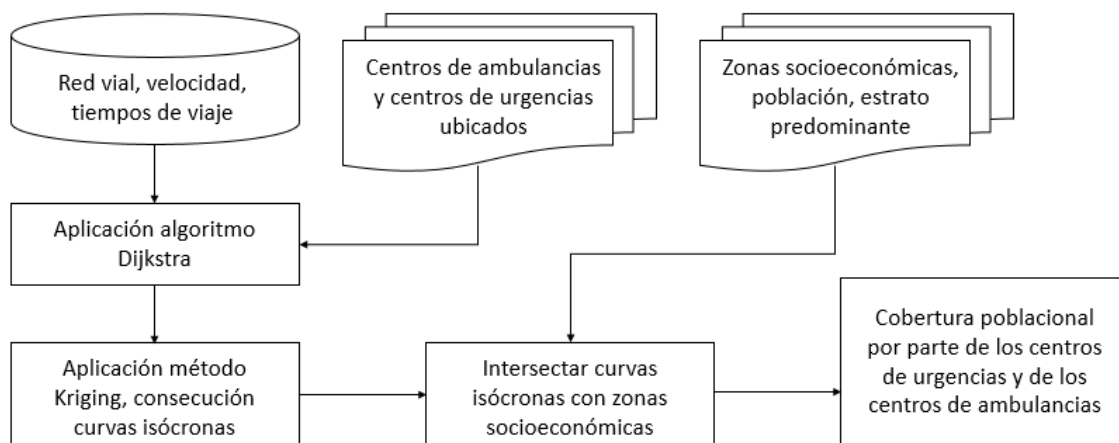 Red vial, velocidad,
tiempos de viaje
Centros de ambulancias
y centros de urgencias
ubicados
Zonas socioeconómicas,
población, estrato
predominante
Aplicación algoritmo
Dijkstra
Aplicación método
Kriging, consecución
curvas isócronas
Intersectar curvas
isócronas con zonas
socioeconómicas
Cobertura poblacional
por parte de los centros
de urgencias y de los
centros de ambulancias